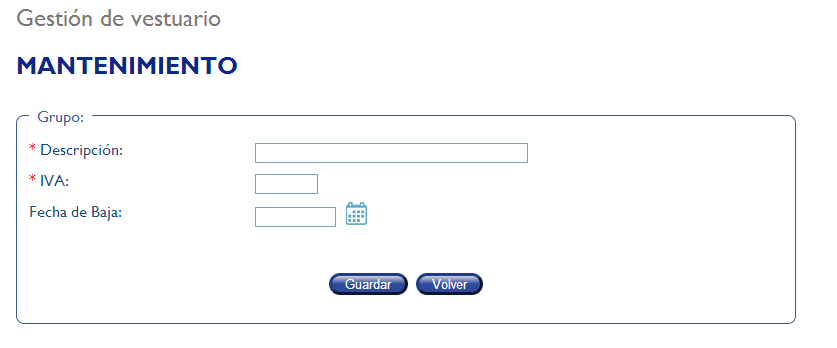 Gestión de vestuario
MANTENIMIENTO
Grupo:
* Descripción:
* IVA:
Fecha de Baja:
Guardar Volver